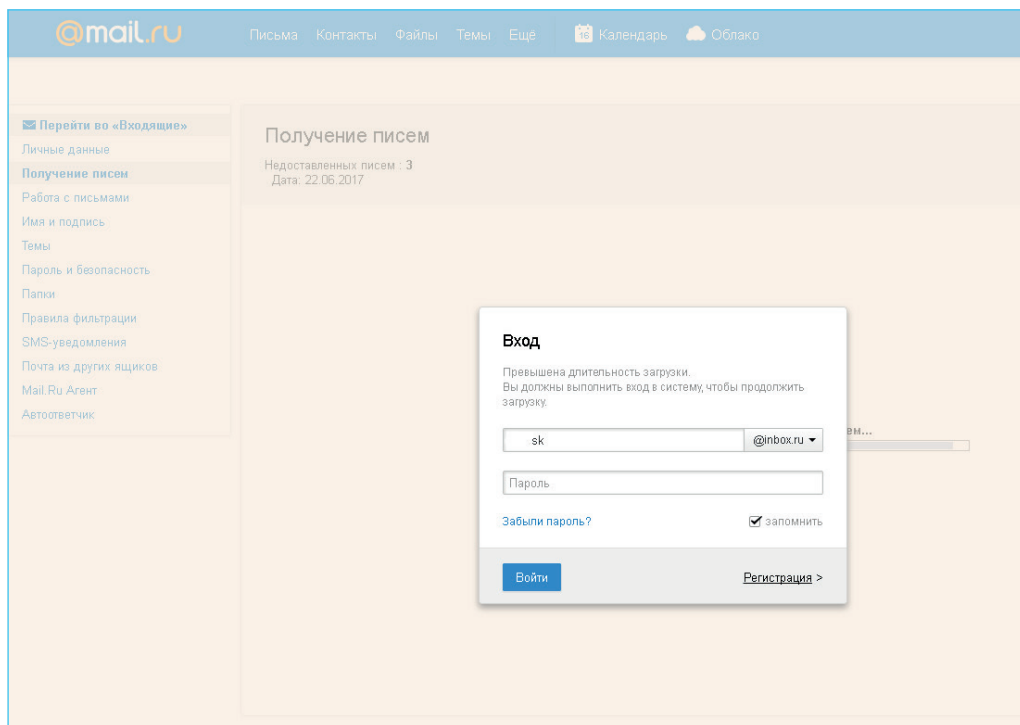 @mail.ru
Письма Контакты Файлы Темы Ещё 16 Календарь Облако
Перейти во «Входящие»
Личные данные
Получение писем
Работа с письмами
Имя и подпись
Темы
Пароль и безопасность
Папки
Правила фильтрации
SMS-уведомления
Почта из других ящиков
Mail.Ru Агент
Автоответчик
Получение писем
Недоставленных писем : 3
Дата: 22.06.2017
Вход
Превышена длительность загрузки.
Вы должны выполнить вход в систему, чтобы продолжить
загрузку.
sk @inbox.ru
Пароль
Забыли пароль? запомнить
Войти Регистрация >
ем...